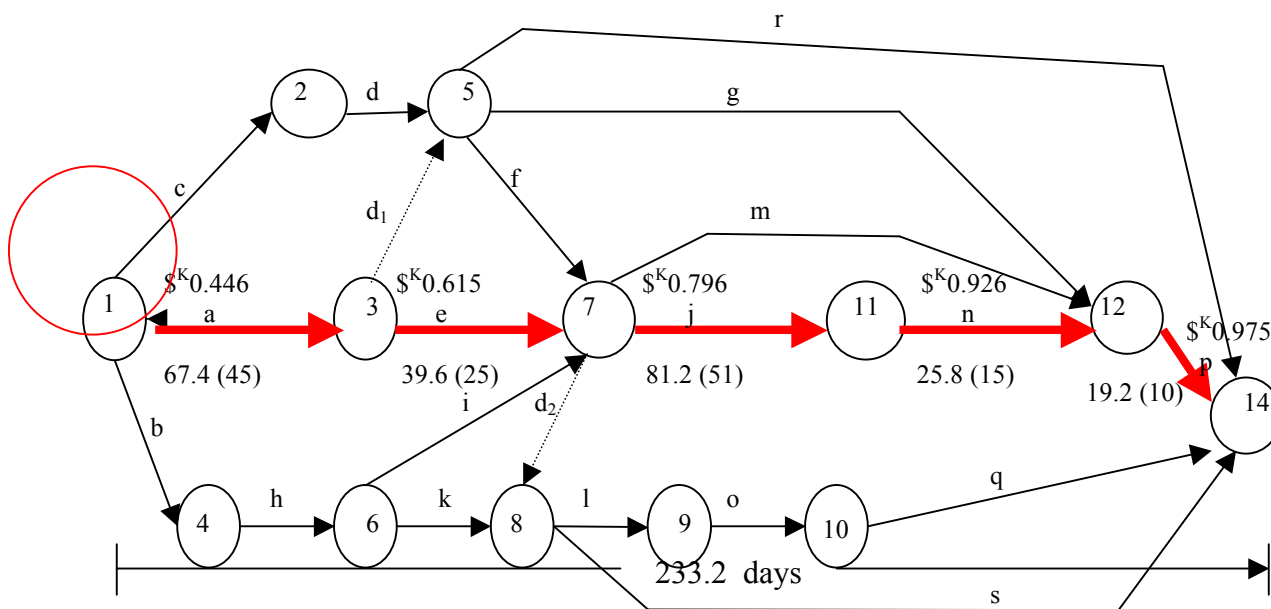 r
2 d 5 g
c f
d₁ m
$ᴷ0.446 $ᴷ0.615 $ᴷ0.796 $ᴷ0.926
1 a 3 e 7 j 11 n 12
$ᴷ0.975
67.4 (45) 39.6 (25) 81.2 (51) 25.8 (15) p
19.2 (10) 14
b i d₂
q
4 h 6 k 8 l 9 o 10
233.2 days
s